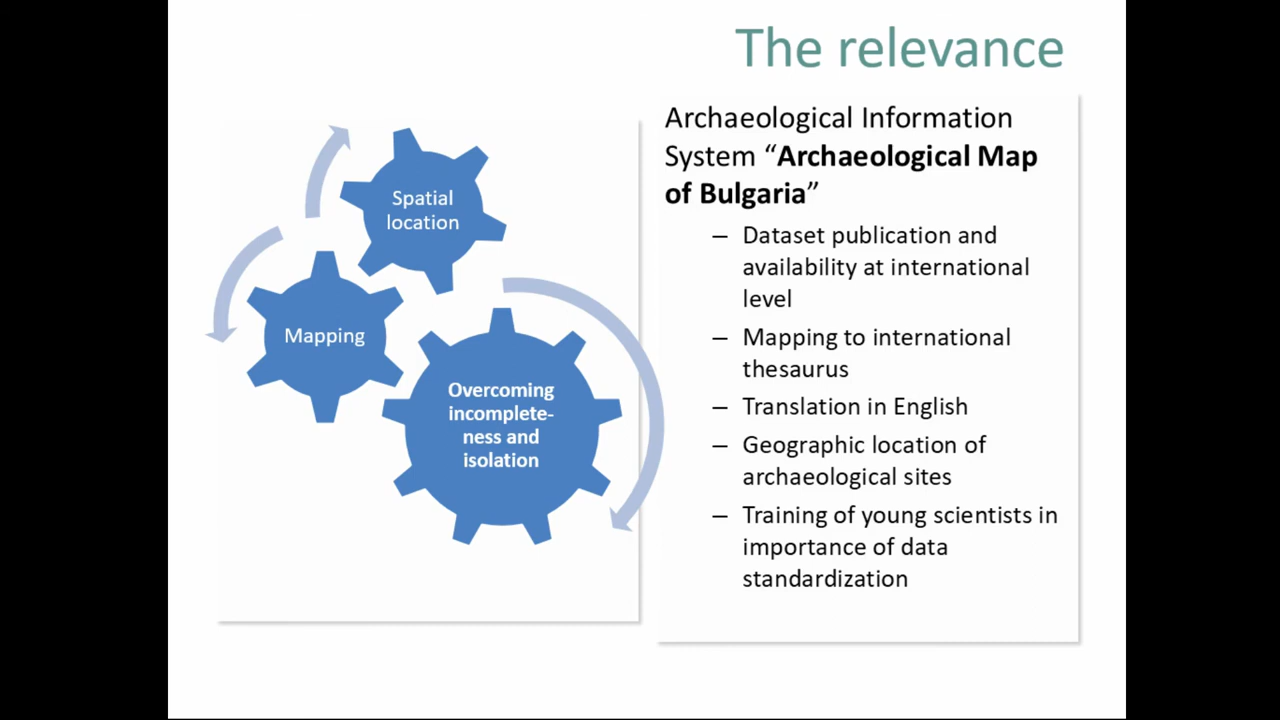 The relevance
Spatial
location
Mapping
Overcoming
incomplete-
ness and
isolation
Archaeological Information
System “Archaeological Map
of Bulgaria”
– Dataset publication and
availability at international
level
– Mapping to international
thesaurus
– Translation in English
– Geographic location of
archaeological sites
– Training of young scientists in
importance of data
standardization